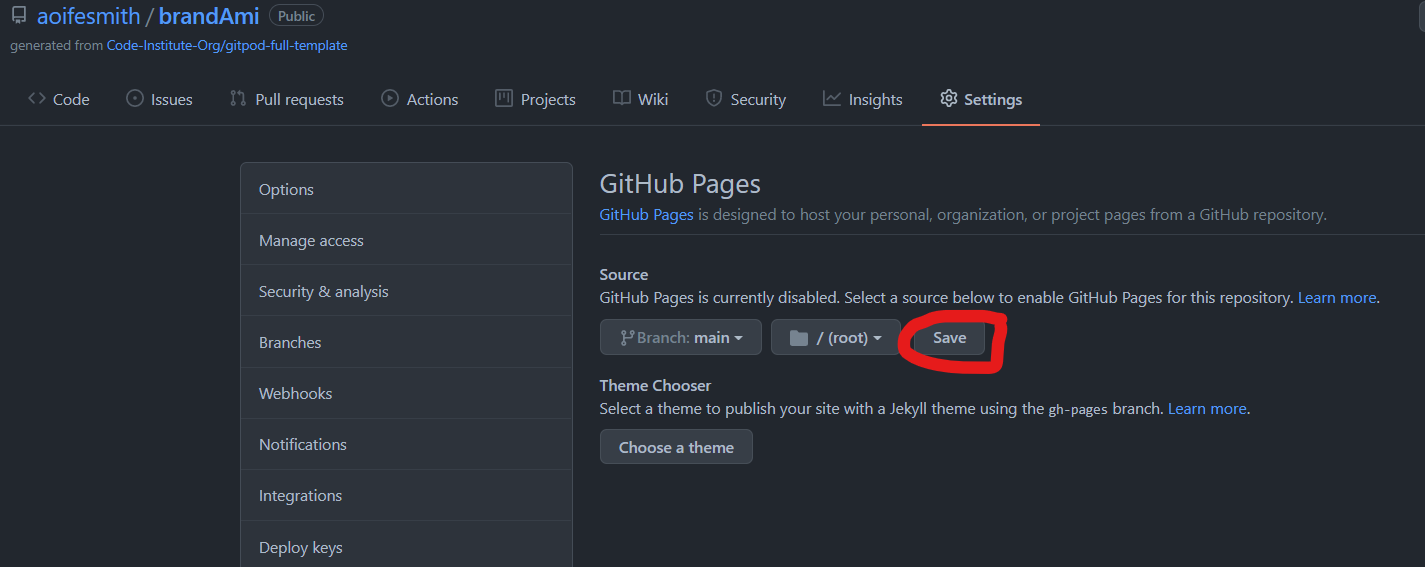 aoifesmith / brandAmi Public
generated from Code-Institute-Org/gitpod-full-template
Code Issues Pull requests Actions Projects Wiki Security Insights Settings
Options
Manage access
Security & analysis
Branches
Webhooks
Notifications
Integrations
Deploy keys
GitHub Pages
GitHub Pages is designed to host your personal, organization, or project pages from a GitHub repository.
Source
GitHub Pages is currently disabled. Select a source below to enable GitHub Pages for this repository. Learn more.
Branch: main / (root) Save
Theme Chooser
Select a theme to publish your site with a Jekyll theme using the gh-pages branch. Learn more.
Choose a theme